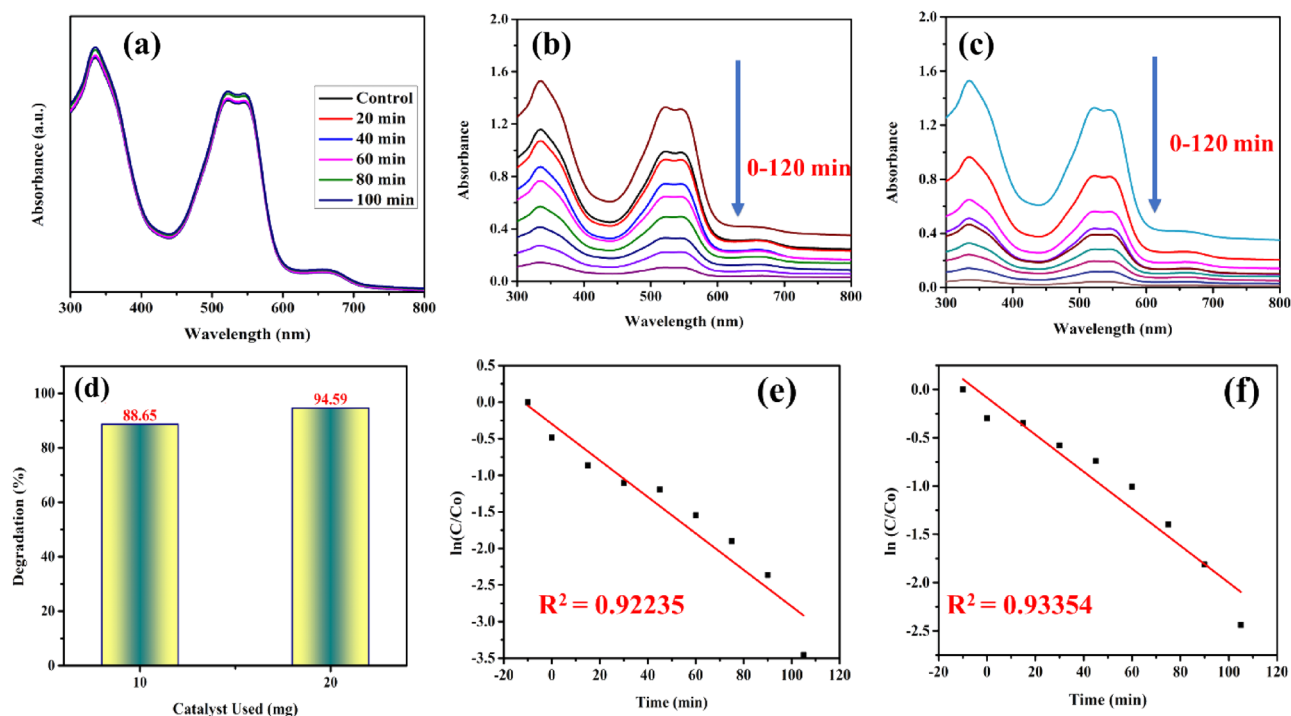 (a)
Control
20 min
40 min
60 min
80 min
100 min
Absorbance (a.u.)
300 400 500 600 700 800
Wavelength (nm)
(b)
2.0
1.6
1.2
0.8
0.4
0.0
Absorbance
0-120 min
300 400 500 600 700 800
Wavelength (nm)
(c)
2.0
1.6
1.2
0.8
0.4
0.0
Absorbance
0-120 min
300 400 500 600 700 800
Wavelength (nm)
(d)
100
80
60
40
20
0
Degradation (%)
88.65
94.59
10 20
Catalyst Used (mg)
(e)
0.5
0.0
-0.5
-1.0
-1.5
-2.0
-2.5
-3.0
-3.5
ln(C/Co)
R² = 0.92235
-20 0 20 40 60 80 100 120 140
Time (min)
(f)
0.0
-0.5
-1.0
-1.5
-2.0
-2.5
ln (C/Co)
R² = 0.93354
-20 0 20 40 60 80 100 120
Time (min)